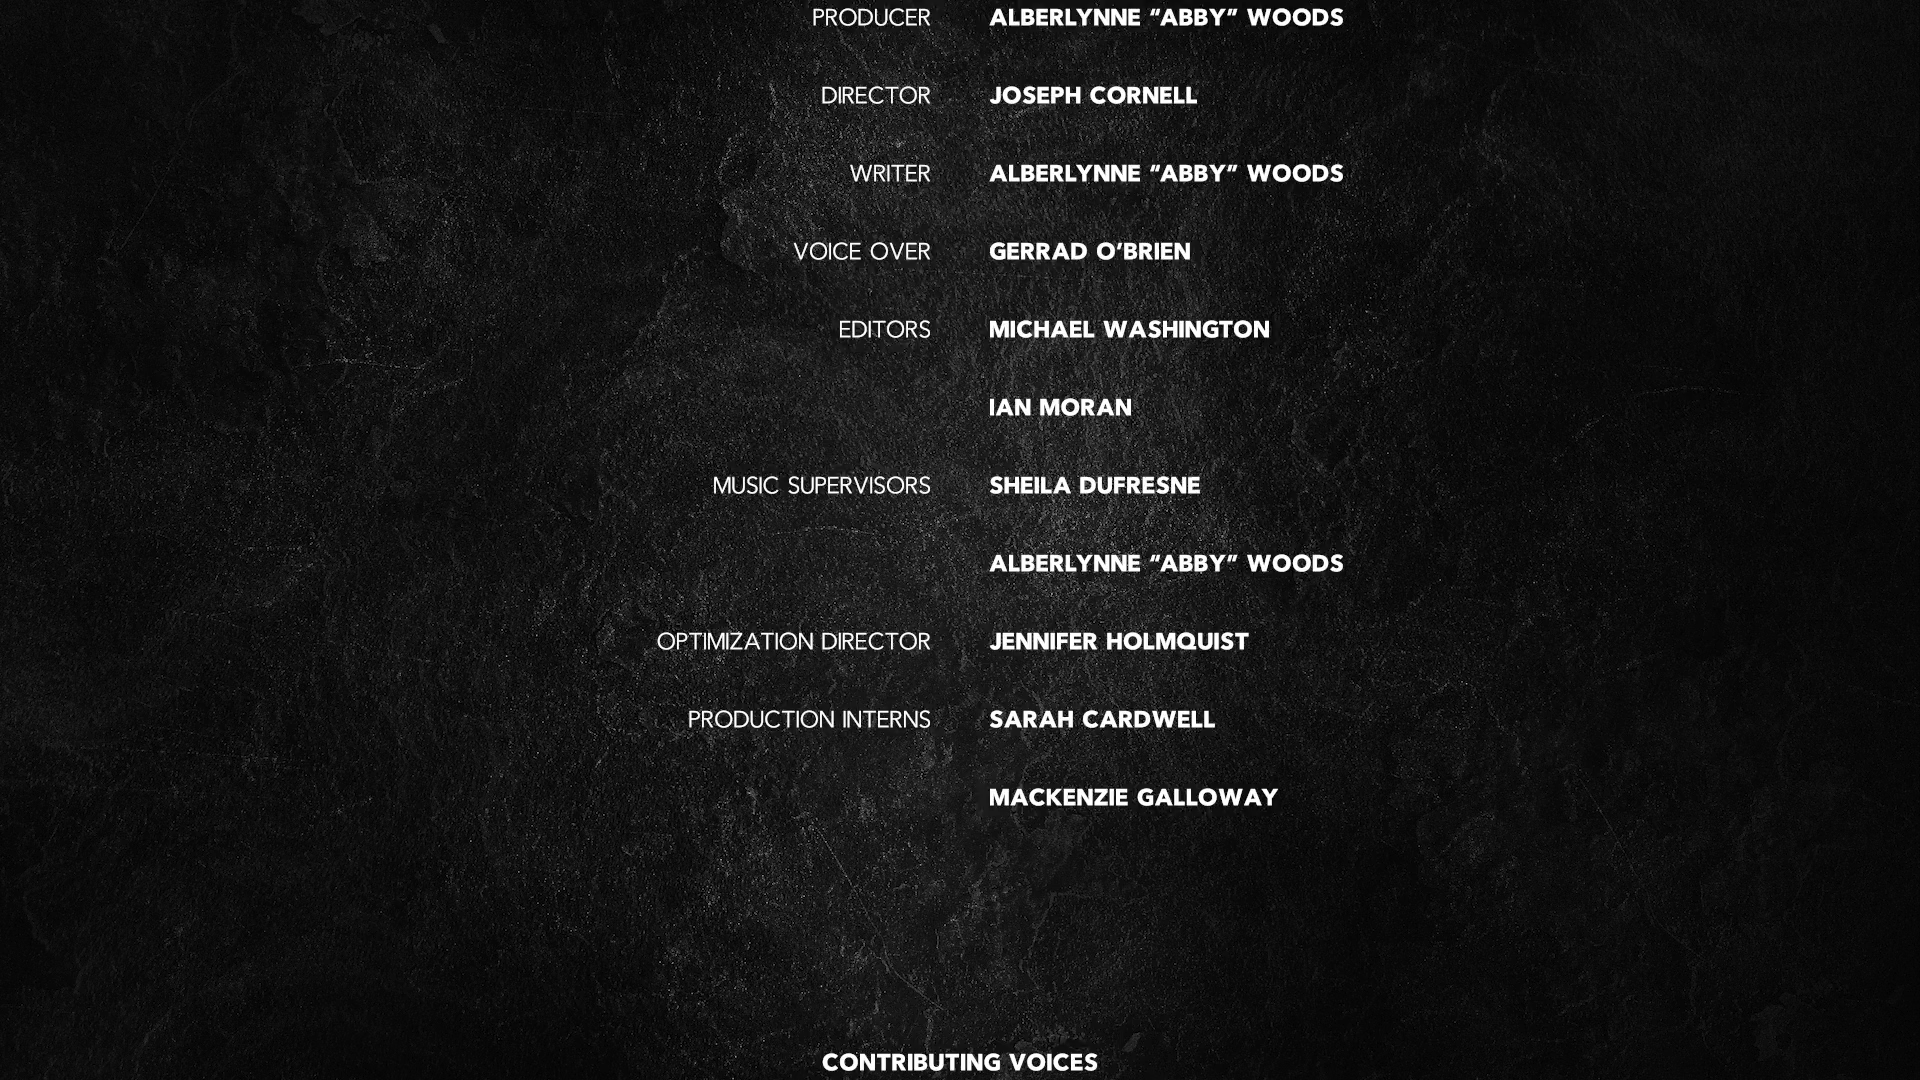 PRODUCER ALBERLYNNE “ABBY” WOODS
DIRECTOR JOSEPH CORNELL
WRITER ALBERLYNNE “ABBY” WOODS
VOICE OVER GERRAD O’BRIEN
EDITORS MICHAEL WASHINGTON
IAN MORAN
MUSIC SUPERVISORS SHEILA DUFRESNE
ALBERLYNNE “ABBY” WOODS
OPTIMIZATION DIRECTOR JENNIFER HOLMQUIST
PRODUCTION INTERNS SARAH CARDWELL
MACKENZIE GALLOWAY
CONTRIBUTING VOICES